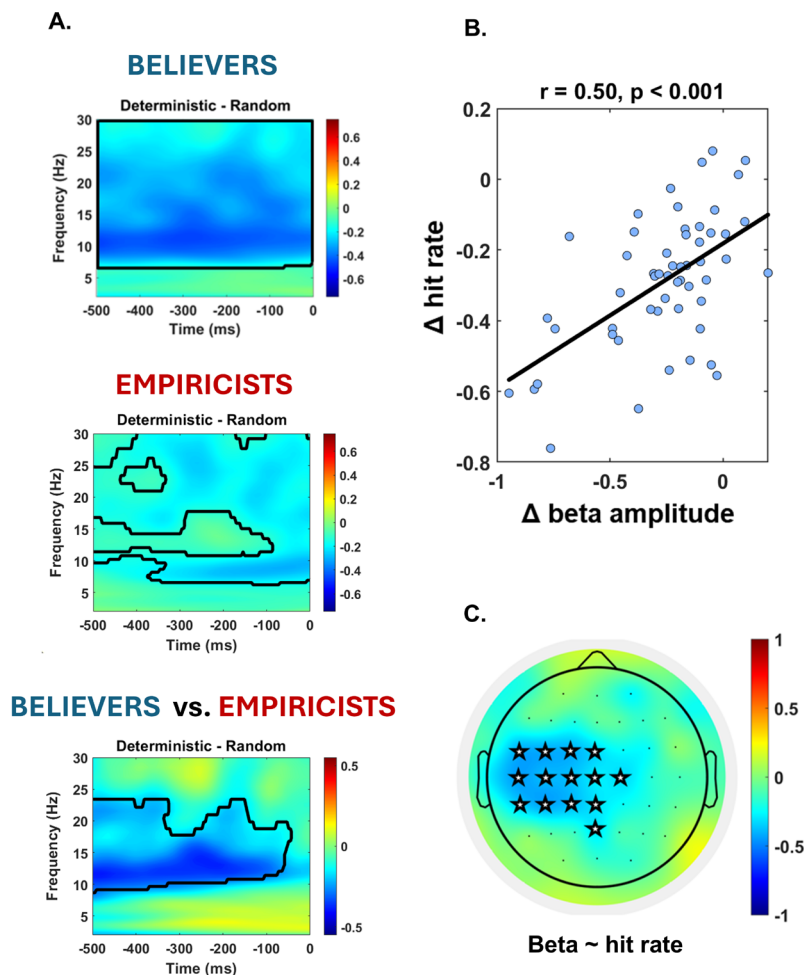 A.
BELIEVERS
Deterministic - Random
30
25
20
15
10
5
Frequency (Hz)
-500 -400 -300 -200 -100 0
Time (ms)
0.6
0.4
0.2
0
-0.2
-0.4
-0.6
EMPIRICISTS
Deterministic - Random
30
25
20
15
10
5
Frequency (Hz)
-500 -400 -300 -200 -100 0
Time (ms)
0.6
0.4
0.2
0
-0.2
-0.4
-0.6
BELIEVERS vs. EMPIRICISTS
Deterministic - Random
30
25
20
15
10
5
Frequency (Hz)
-500 -400 -300 -200 -100 0
Time (ms)
0.5
0
-0.5
B.
r = 0.50, p < 0.001
0.2
0
-0.2
-0.4
-0.6
-0.8
Δ hit rate
-1 -0.5 0
Δ beta amplitude
C.
1
0.5
0
-0.5
-1
Beta ~ hit rate